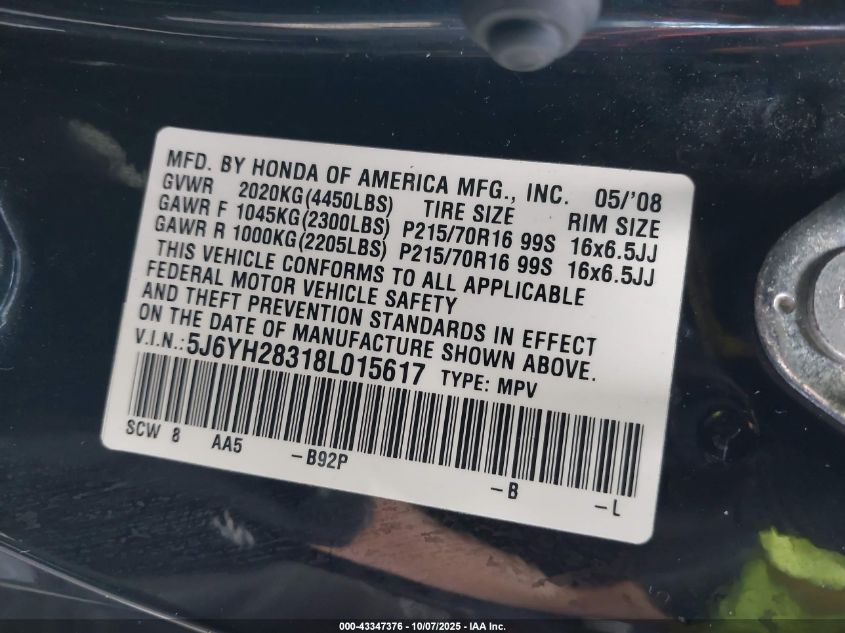 MFD. BY HONDA OF AMERICA MFG., INC. 05/'08
GVWR 2020KG(4450LBS) TIRE SIZE RIM SIZE
GAWR F 1045KG(2300LBS) P215/70R16 99S 16x6.5JJ
GAWR R 1000KG(2205LBS) P215/70R16 99S 16x6.5JJ
THIS VEHICLE CONFORMS TO ALL APPLICABLE
FEDERAL MOTOR VEHICLE SAFETY
AND THEFT PREVENTION STANDARDS IN EFFECT
ON THE DATE OF MANUFACTURE SHOWN ABOVE.
V.I.N.: 5J6YH28318L015617 TYPE: MPV
SCW 8 AA5 -B92P -B -L
000-43347376 - 10/07/2025 - IAA Inc.